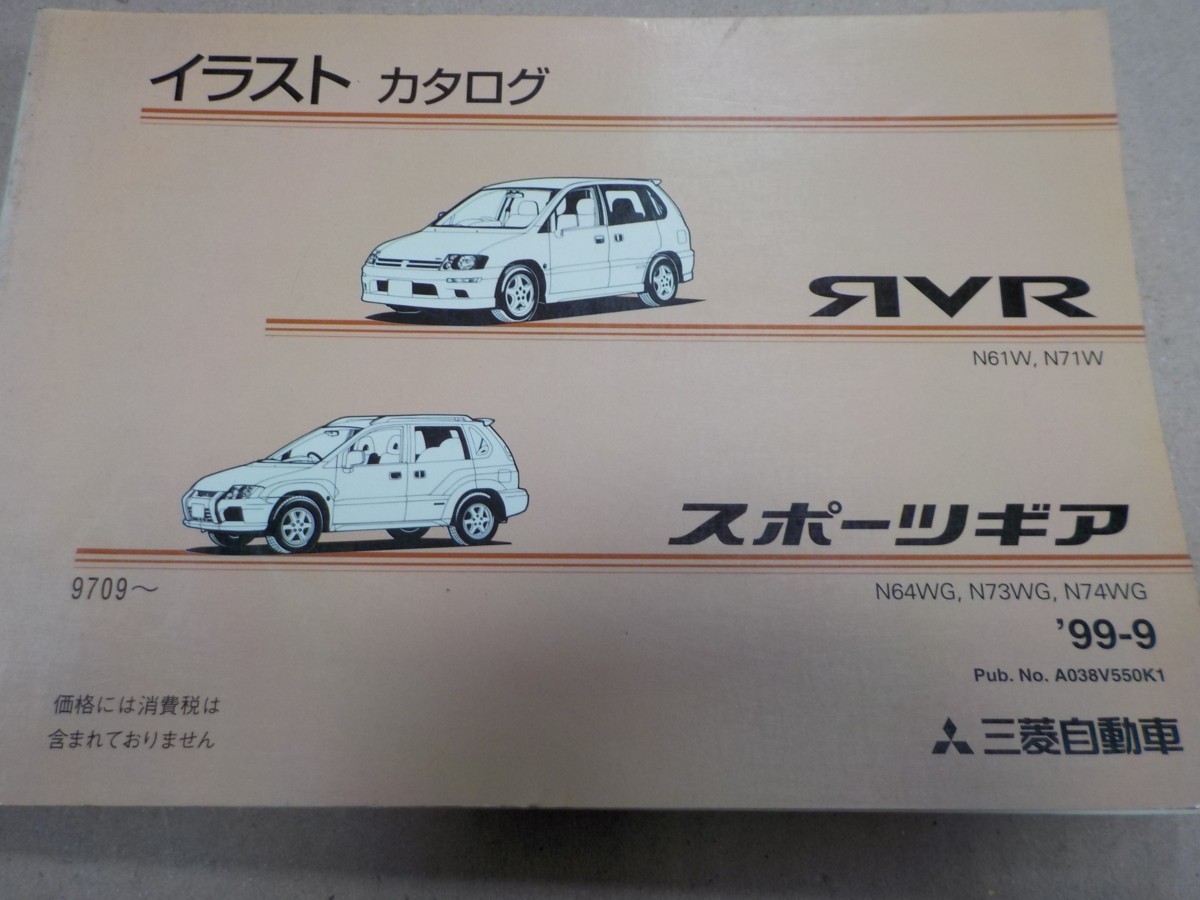 イラスト カタログ
RVR
N61W, N71W
スポーツギア
9709～
N64WG, N73WG, N74WG
'99-9
Pub. No. A038V550K1
価格には消費税は
含まれておりません
三菱自動車